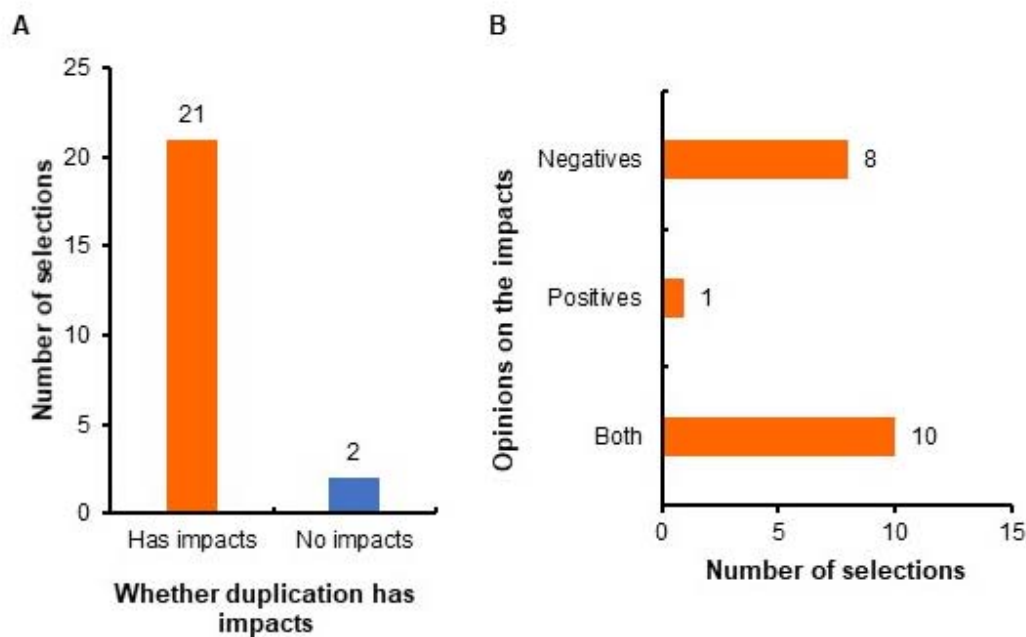 A
Number of selections
25
20
15
10
5
0
21
2
Has impacts
No impacts
Whether duplication has
impacts
B
Opinions on the impacts
Negatives
8
Positives
1
Both
10
0
5
10
15
Number of selections